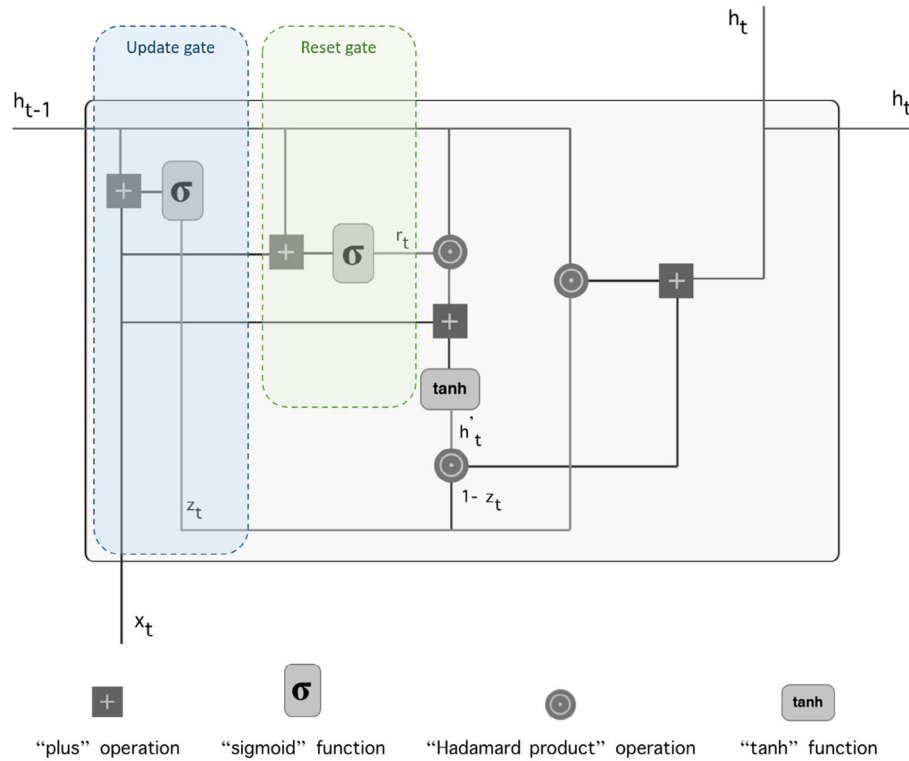 Update gate
Reset gate
h_t
h_{t-1}
h_t
+
σ
+
σ
r_t
+
+
tanh
h'_t
z_t
1- z_t
x_t
+
σ
tanh
“plus” operation
“sigmoid” function
“Hadamard product” operation
“tanh” function